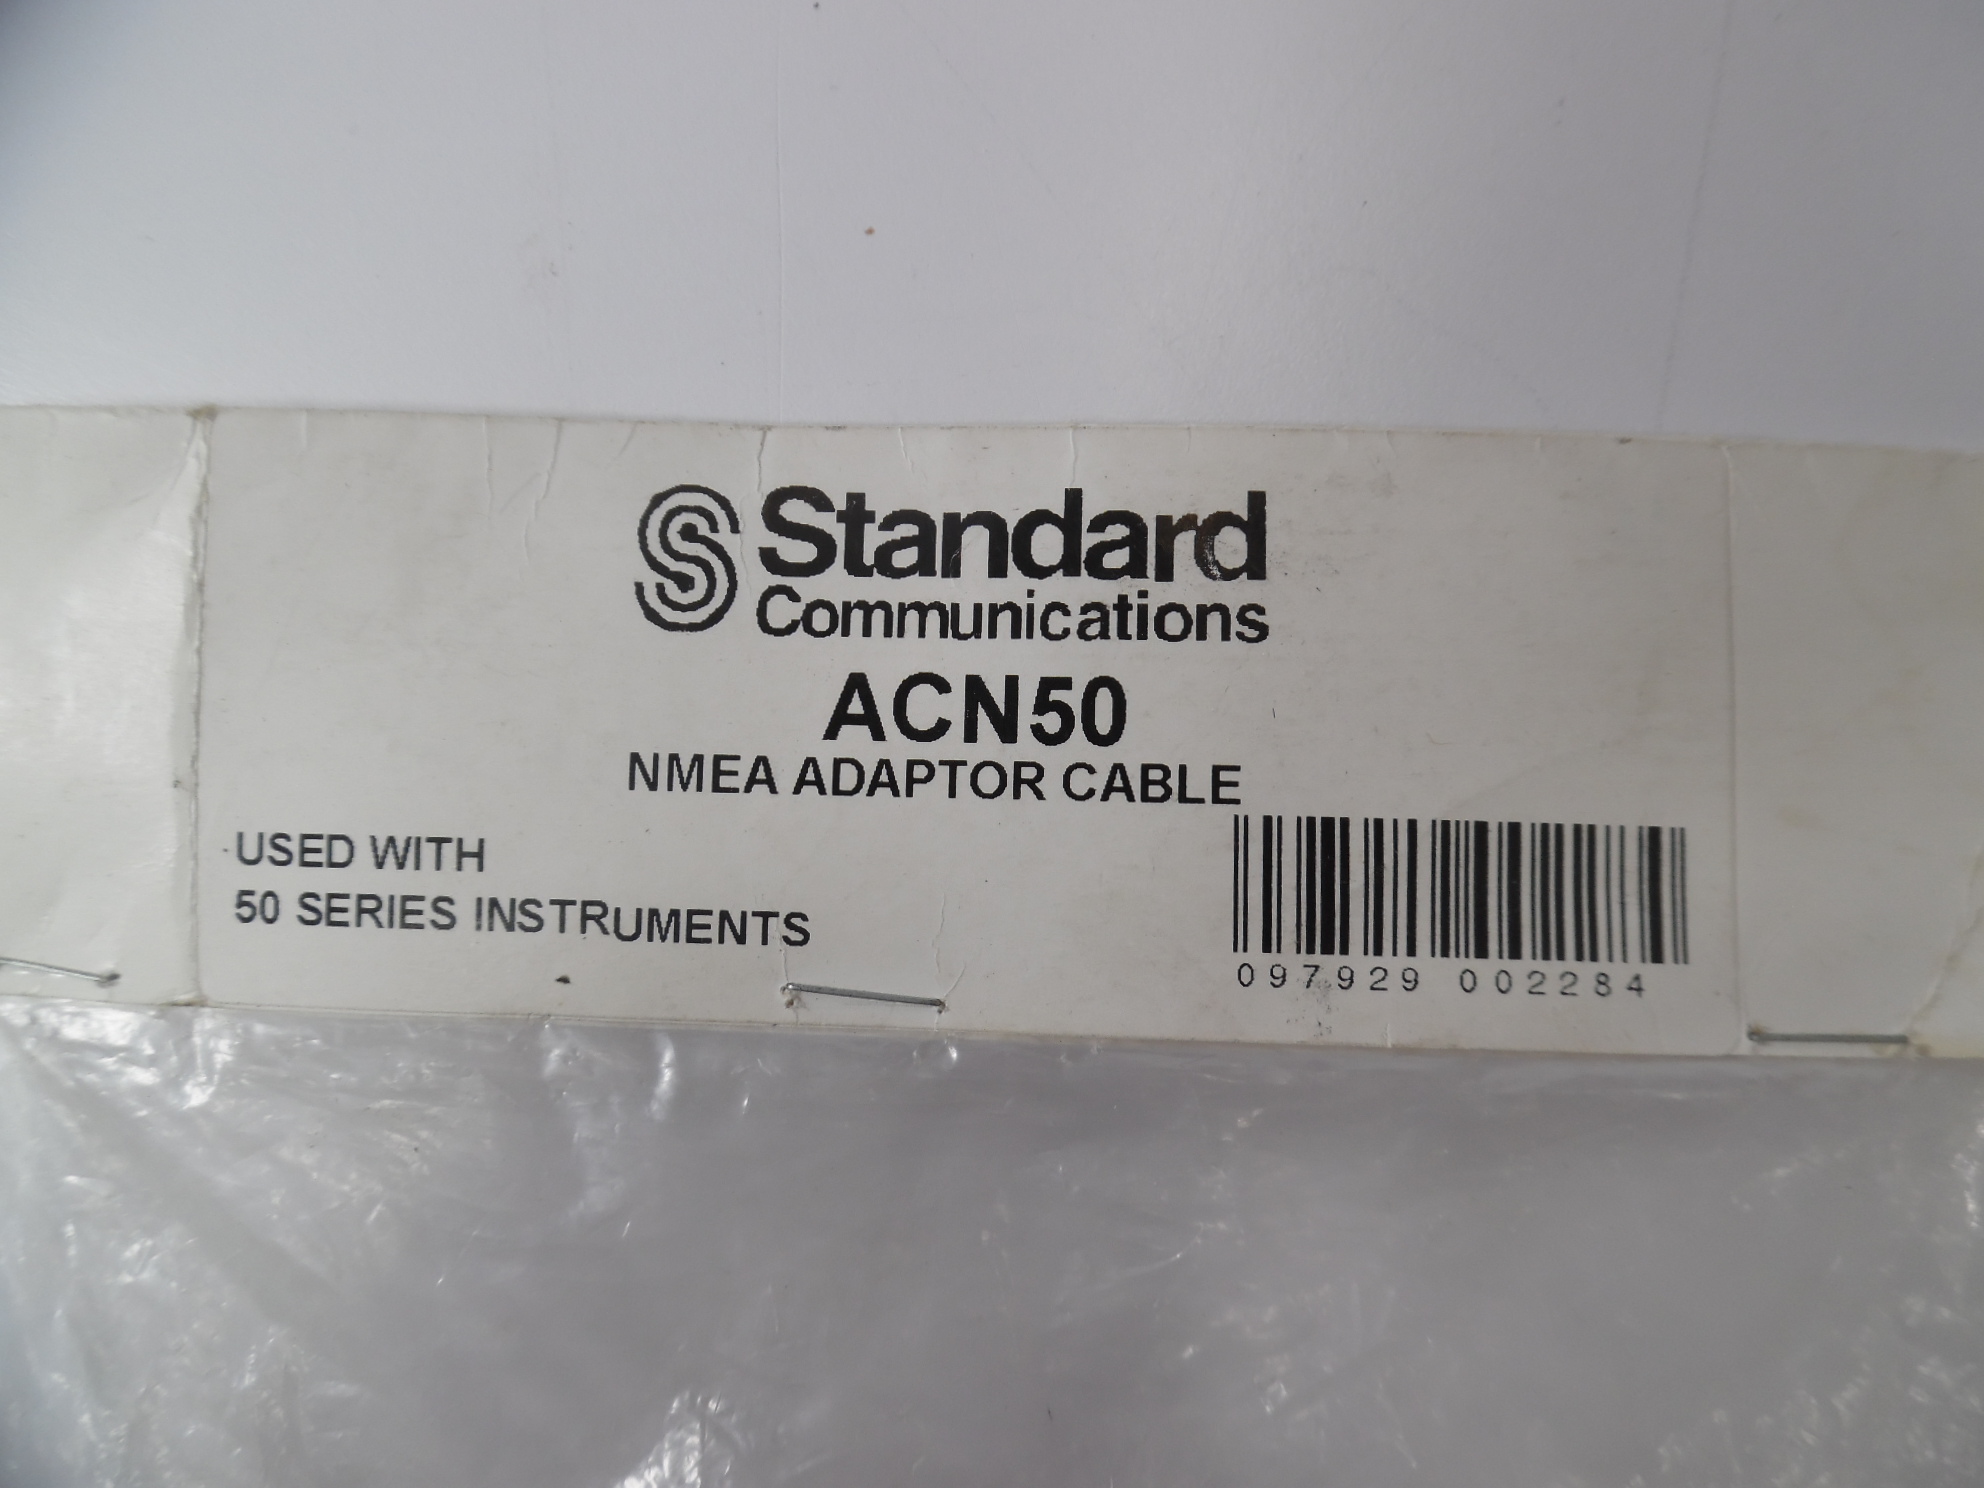 Standard
Communications
ACN50
NMEA ADAPTOR CABLE
USED WITH
50 SERIES INSTRUMENTS
097929 002284